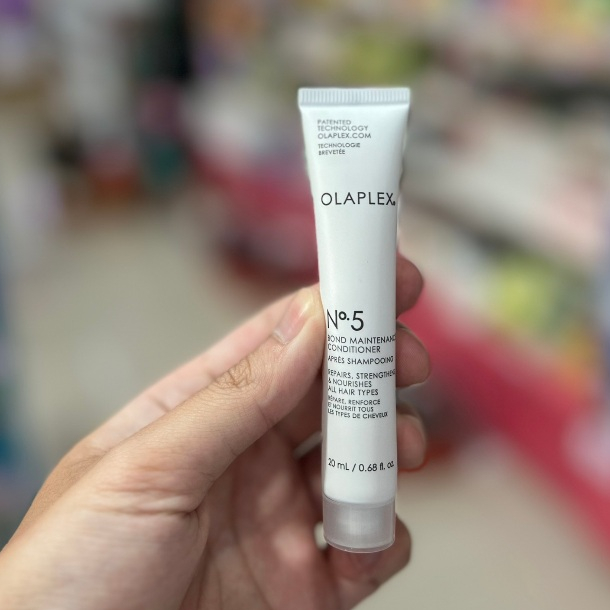 PATENTED
TECHNOLOGY
OLAPLEX.COM
TECHNOLOGIE
BREVETÉE
OLAPLEX®
Nº.5
BOND MAINTENANC
CONDITIONER
APRÈS SHAMPOOING
REPAIRS, STRENGTHEN
& NOURISHES
ALL HAIR TYPES
RÉPARE, RENFORCE
ET NOURRIT TOUS
LES TYPES DE CHEVEUX
20 mL / 0.68 fl. oz.